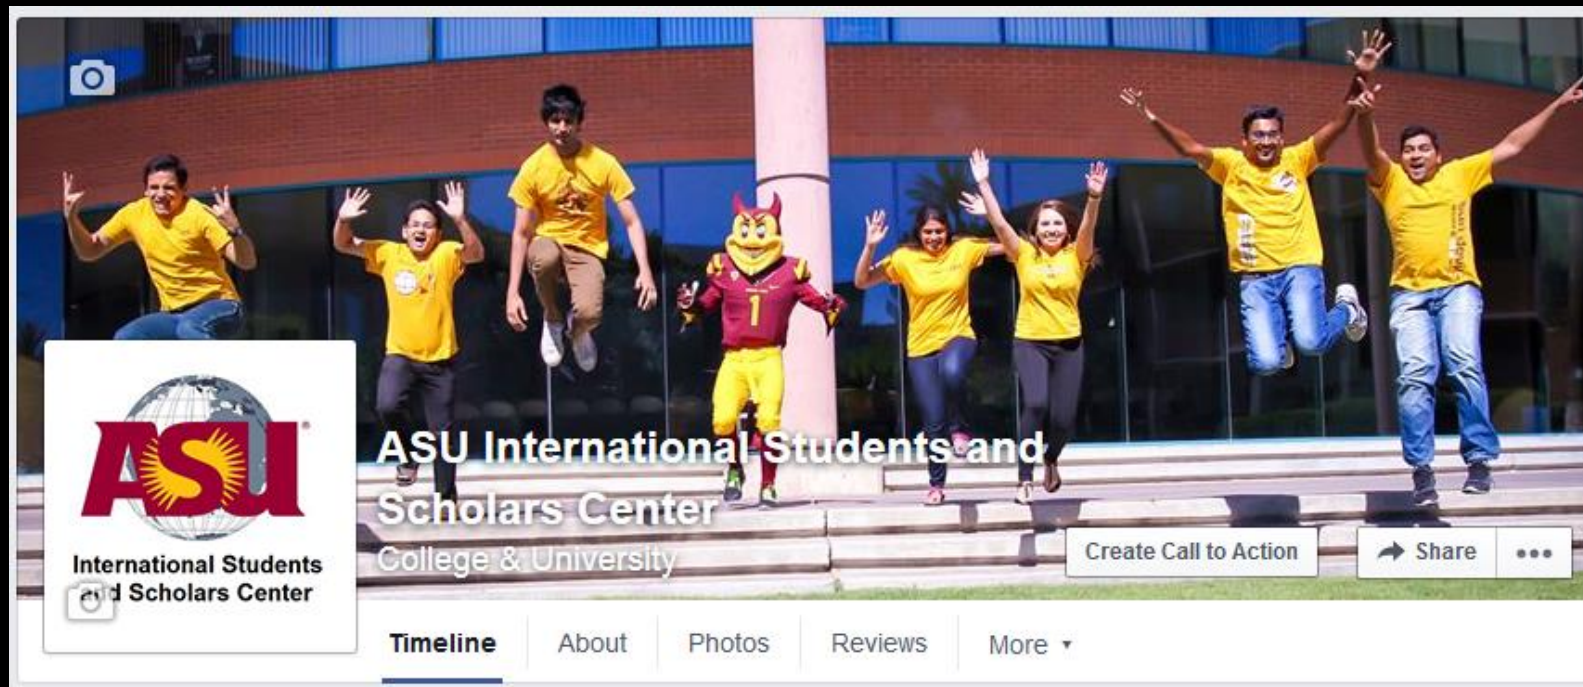 1
ASU
International Students
and Scholars Center
ASU International Students and
Scholars Center
College & University
Create Call to Action
Share
Timeline
About
Photos
Reviews
More